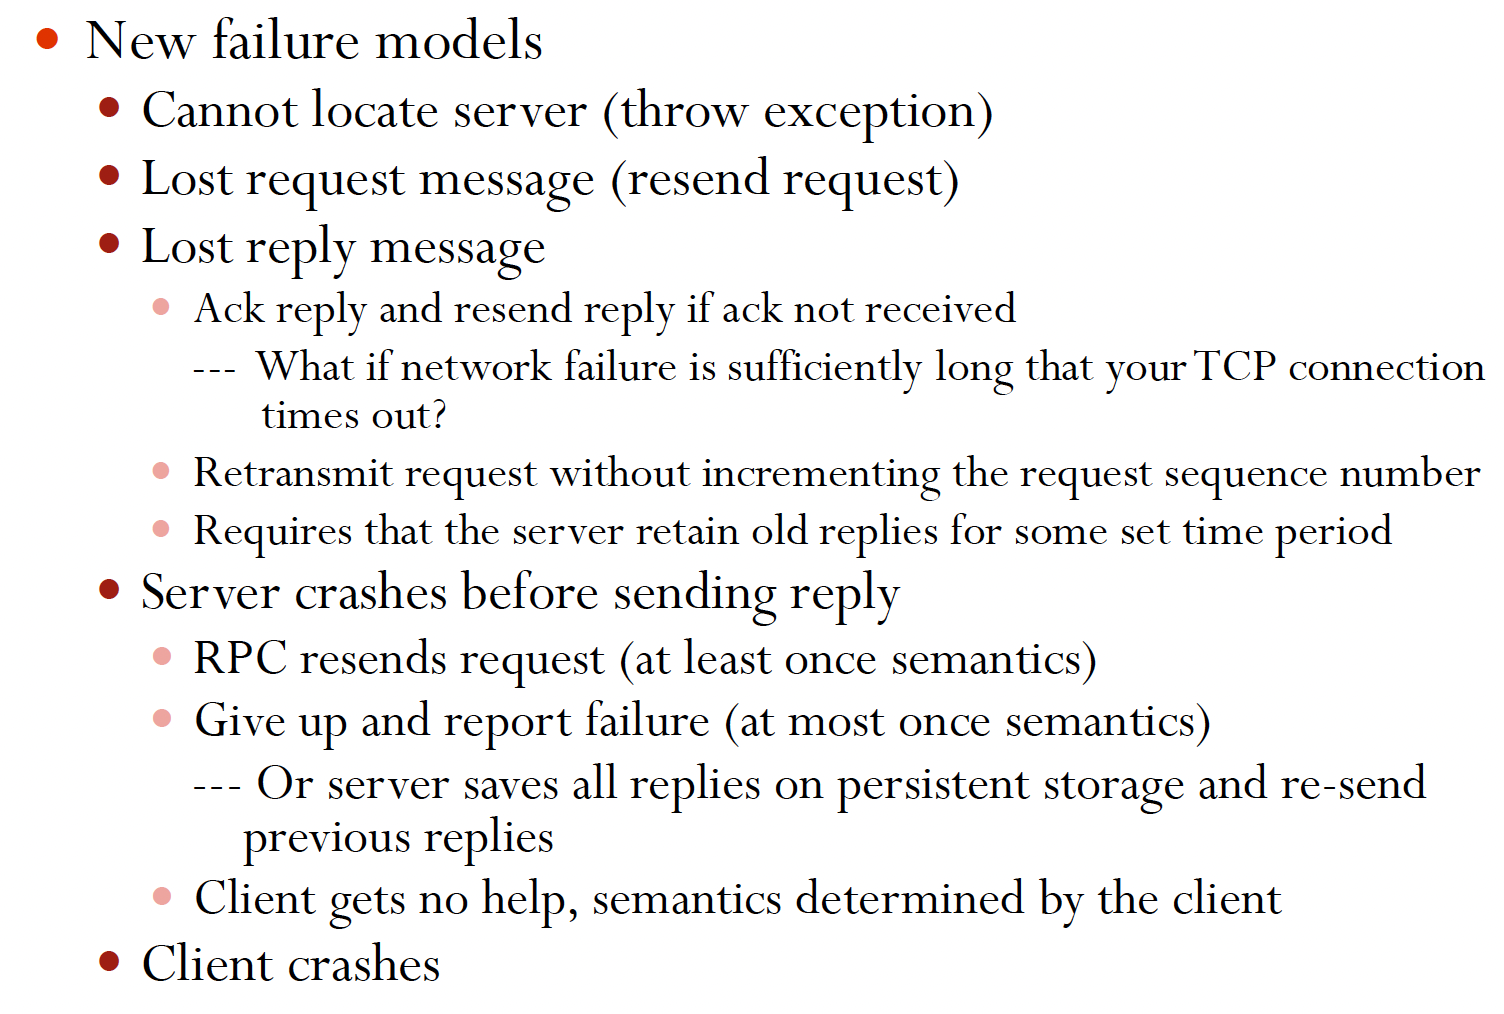 New failure models
Cannot locate server (throw exception)
Lost request message (resend request)
Lost reply message
Ack reply and resend reply if ack not received
--- What if network failure is sufficiently long that your TCP connection
times out?
Retransmit request without incrementing the request sequence number
Requires that the server retain old replies for some set time period
Server crashes before sending reply
RPC resends request (at least once semantics)
Give up and report failure (at most once semantics)
--- Or server saves all replies on persistent storage and re-send
previous replies
Client gets no help, semantics determined by the client
Client crashes